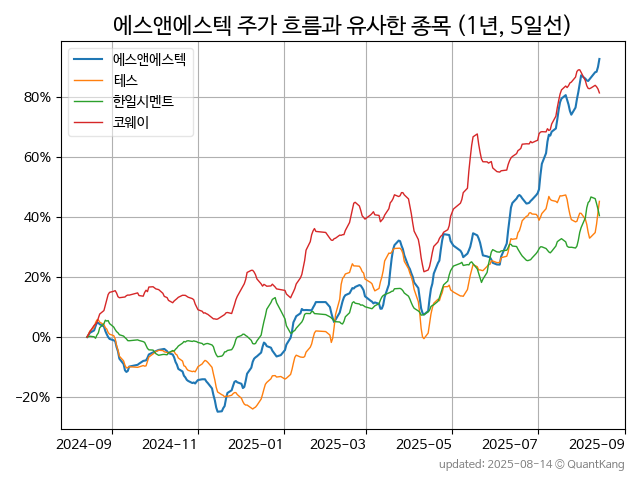 에스앤에스텍 주가 흐름과 유사한 종목 (1년, 5일선)
에스앤에스텍
테스
한일시멘트
코웨이
80%
60%
40%
20%
0%
−20%
2024-09 2024-11 2025-01 2025-03 2025-05 2025-07 2025-09
updated: 2025-08-14 © QuantKang